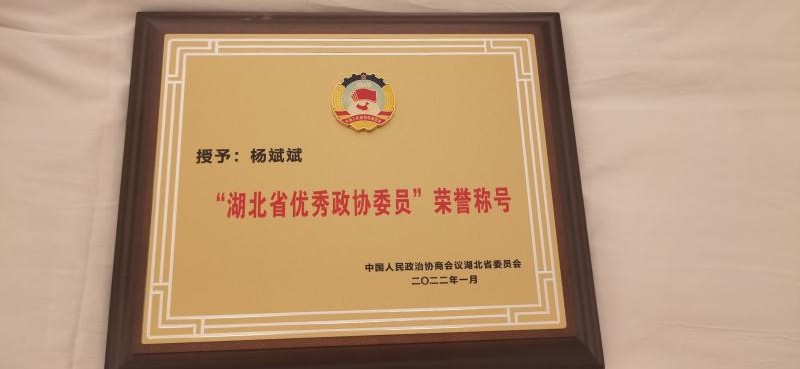 授予：杨斌斌
“湖北省优秀政协委员”荣誉称号
中国人民政治协商会议湖北省委员会
二〇二二年一月